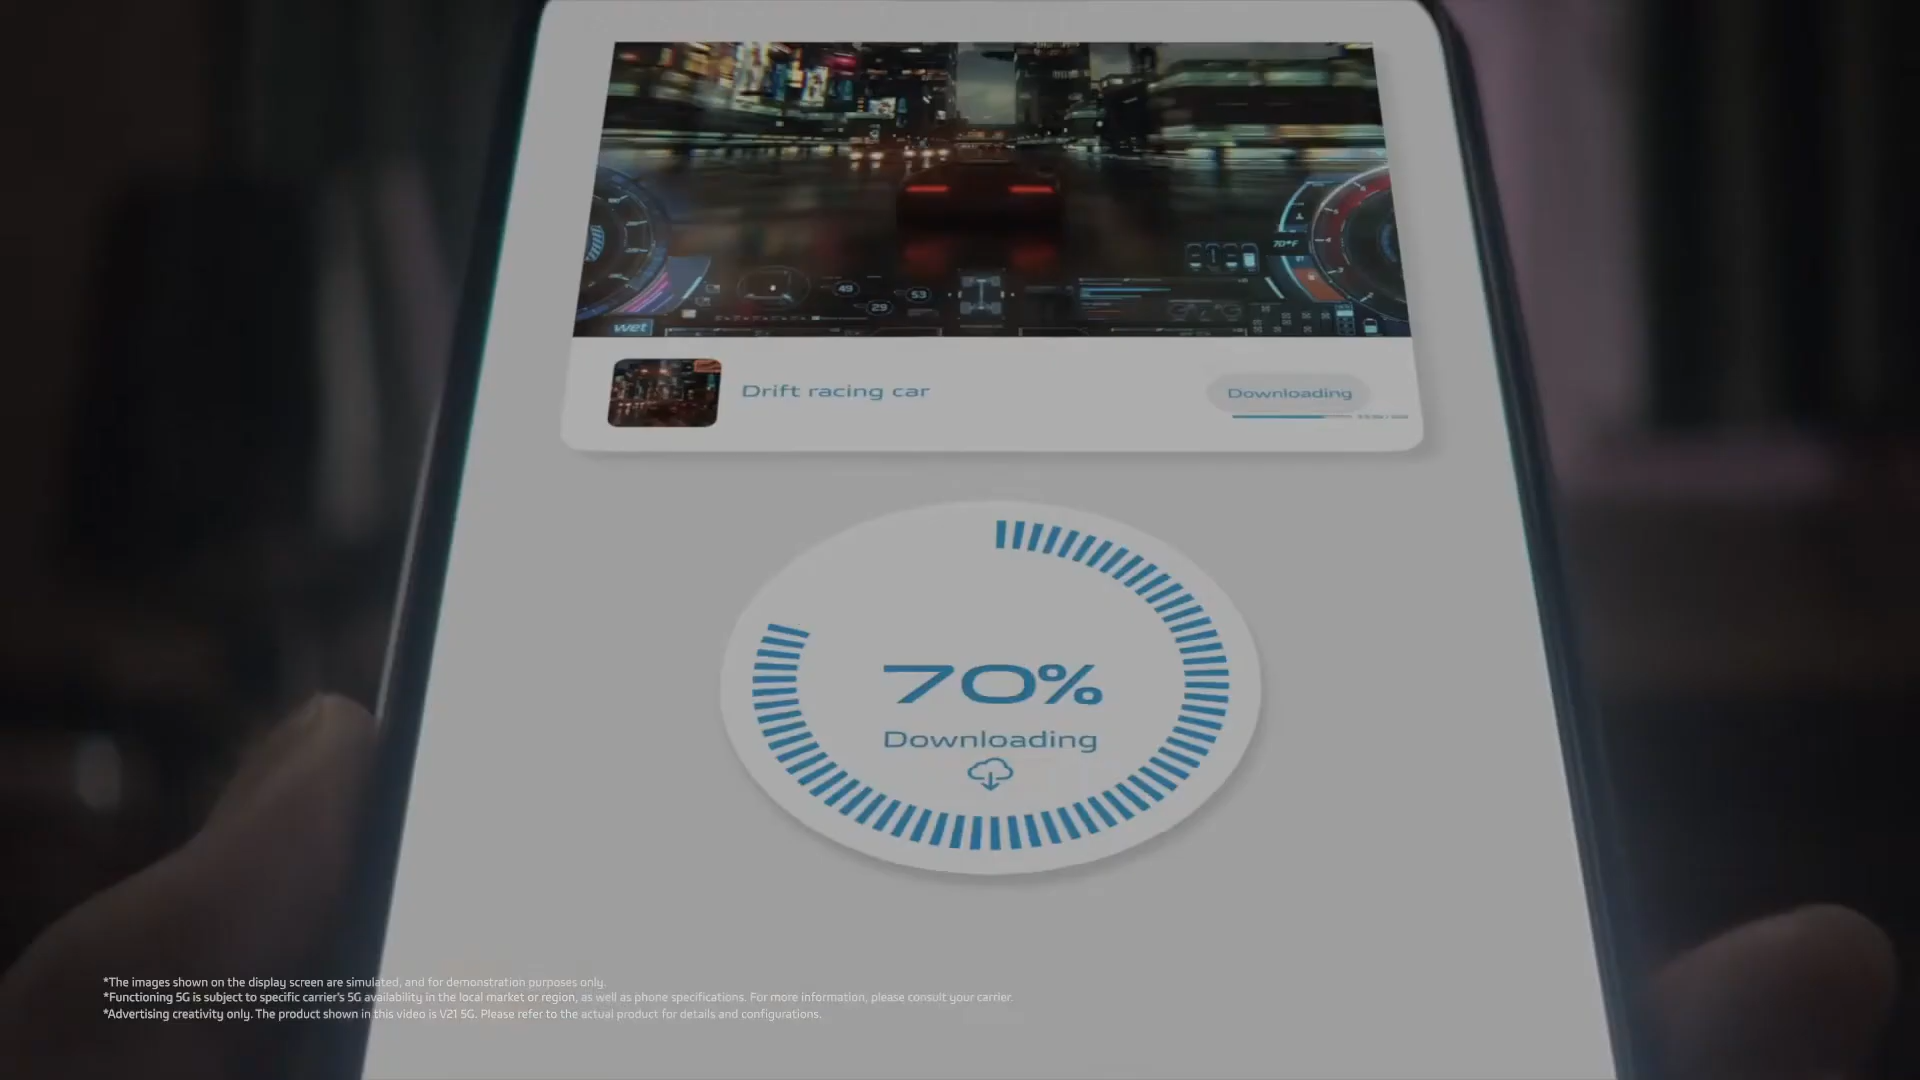 70°F
49
53
29
wet
Drift racing car
Downloading
70%
Downloading
*The images shown on the display screen are simulated, and for demonstration purposes only.
*Functioning 5G is subject to specific carrier's 5G availability in the local market or region, as well as phone specifications. For more information, please consult your carrier.
*Advertising creativity only. The product shown in this video is V21 5G. Please refer to the actual product for details and configurations.